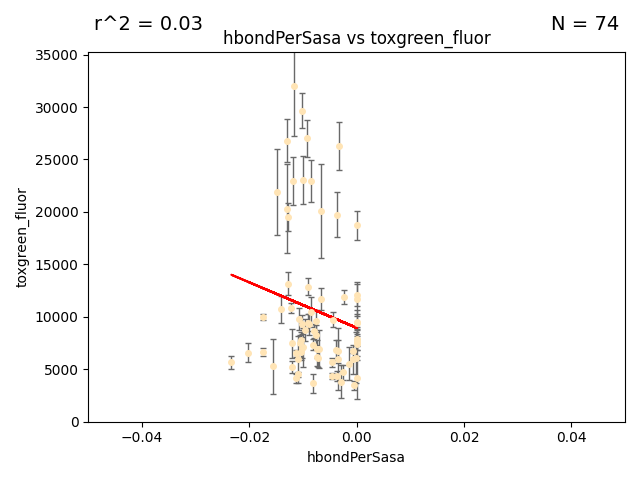 r^2 = 0.03
N = 74
hbondPerSasa vs toxgreen_fluor
35000
30000
25000
20000
15000
10000
5000
0
toxgreen_fluor
−0.04
−0.02
0.00
0.02
0.04
hbondPerSasa